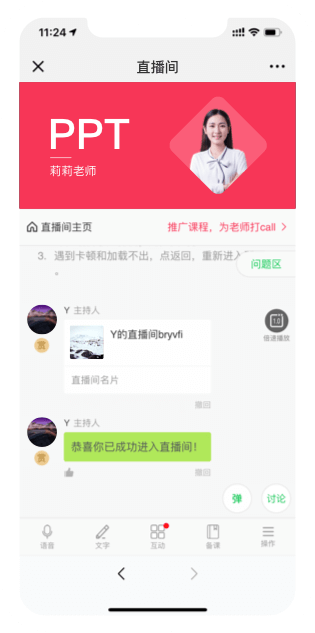 11:24
直播间
PPT
莉莉老师
直播间主页
推广课程，为老师打call
3. 遇到卡顿和加载不出，点返回，重新进入
。
问题区
Y 主持人
Y的直播间bryvfi
直播间名片
1.0
倍速播放
撤回
赏
Y 主持人
恭喜你已成功进入直播间！
撤回
赏
弹
讨论
语音
文字
互动
备课
操作